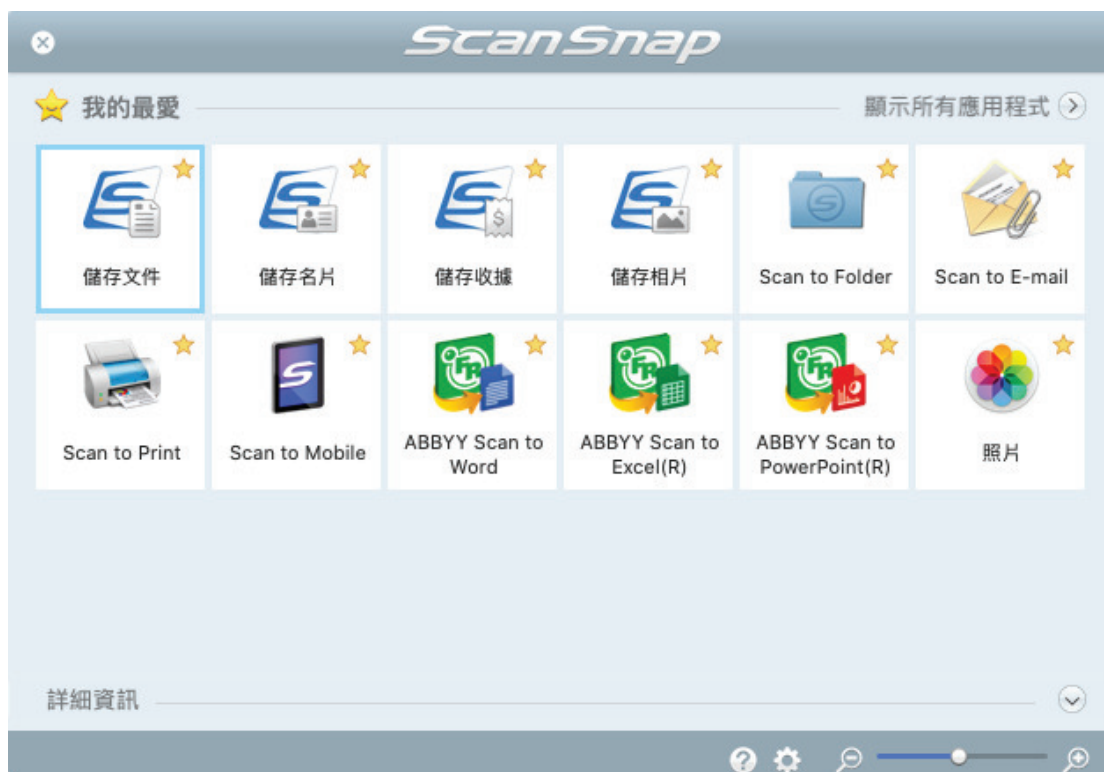 ScanSnap
我的最愛
顯示所有應用程式
儲存文件
儲存名片
儲存收據
儲存相片
Scan to Folder
Scan to E-mail
Scan to Print
Scan to Mobile
ABBYY Scan to
Word
ABBYY Scan to
Excel(R)
ABBYY Scan to
PowerPoint(R)
照片
詳細資訊